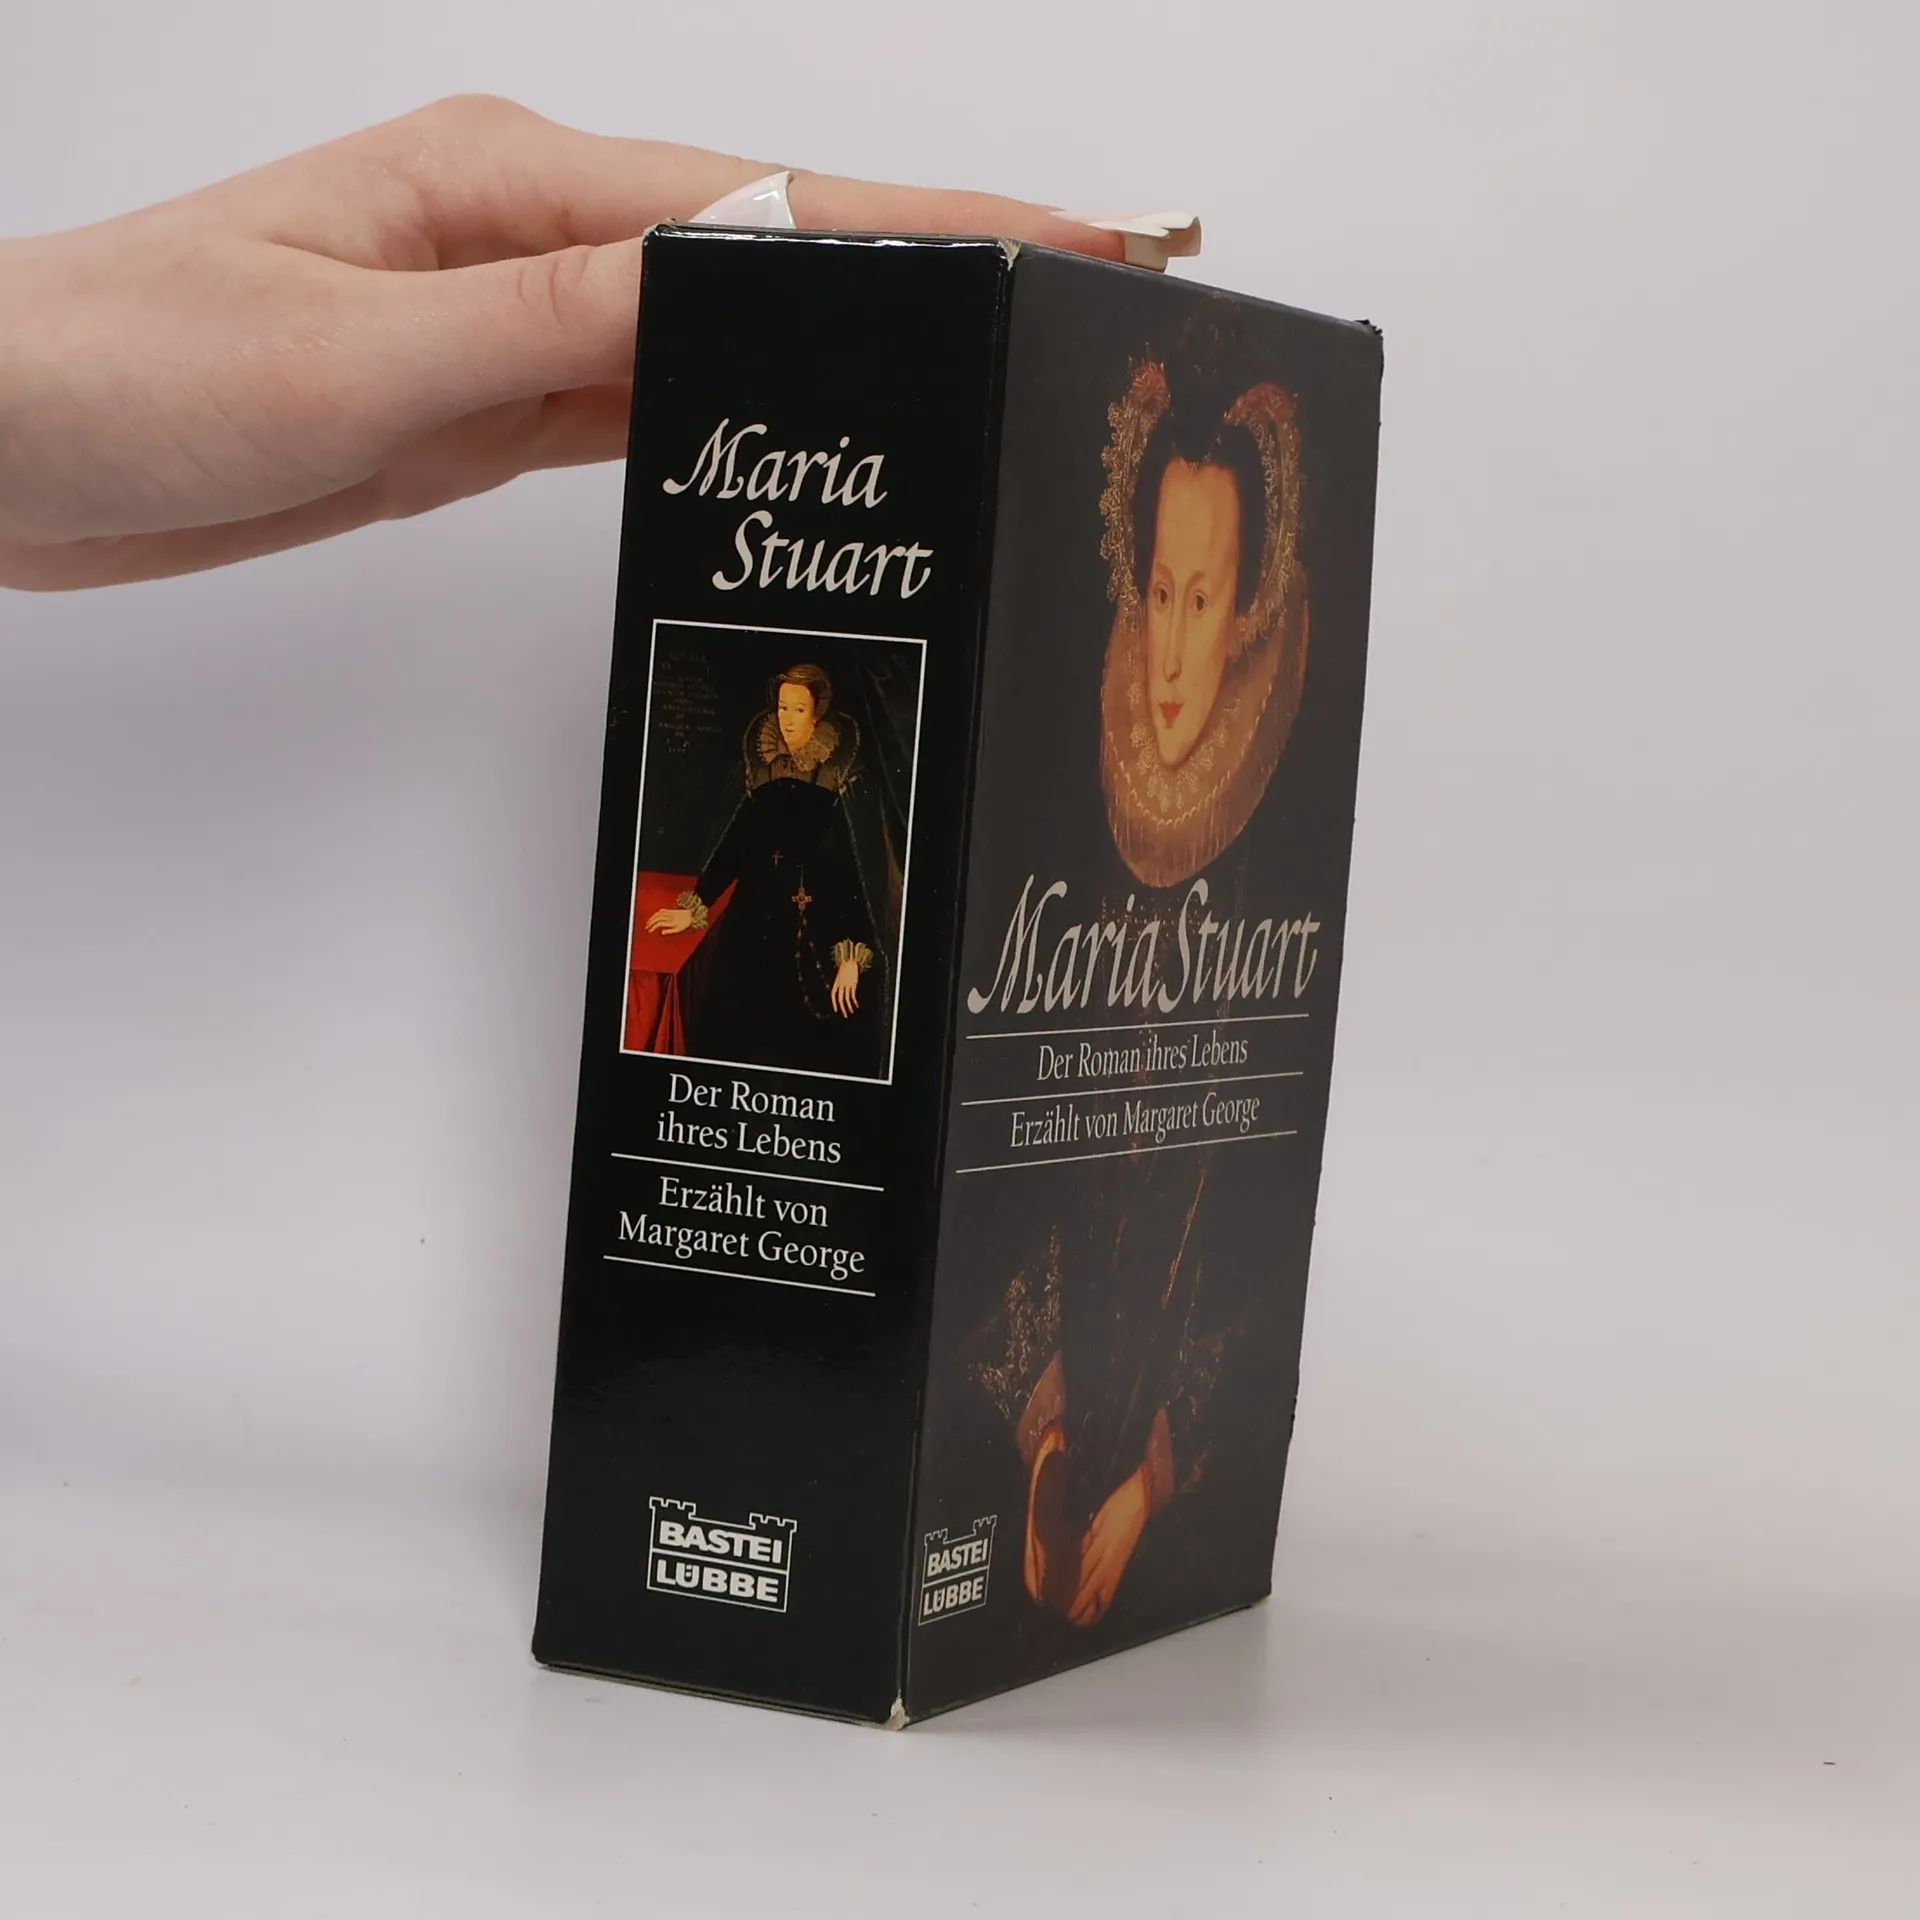 Maria
Stuart
Der Roman
ihres Lebens
Erzählt von
Margaret George
BASTEI
LÜBBE
Maria Stuart
Der Roman ihres Lebens
Erzählt von Margaret George
BASTEI
LÜBBE